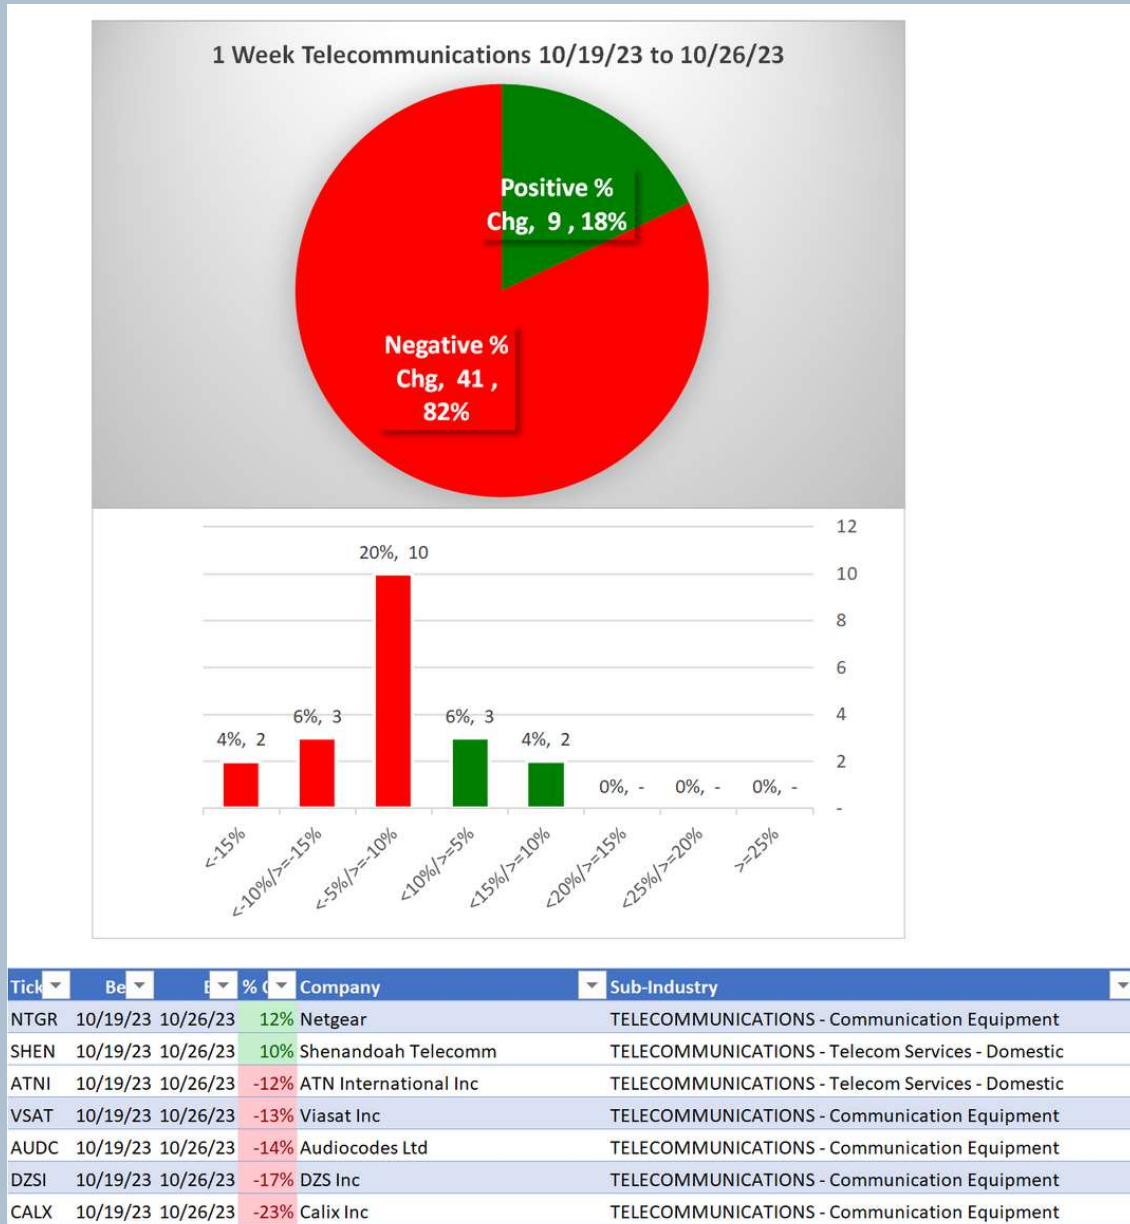 1 Week Telecommunications 10/19/23 to 10/26/23
Positive %
Chg, 9 , 18%
Negative %
Chg, 41 ,
82%
12
20%, 10
10
8
6
6%, 3
6%, 3
4
4%, 2
4%, 2
2
0%, -
0%, -
0%, -
-
<-15%
<-10%/>=-15%
<-5%/>=-10%
<10%/>=5%
<15%/>=10%
<20%/>=15%
<25%/>=20%
>=25%
Tick Be E % C Company Sub-Industry
NTGR 10/19/23 10/26/23 12% Netgear TELECOMMUNICATIONS - Communication Equipment
SHEN 10/19/23 10/26/23 10% Shenandoah Telecomm TELECOMMUNICATIONS - Telecom Services - Domestic
ATNI 10/19/23 10/26/23 -12% ATN International Inc TELECOMMUNICATIONS - Telecom Services - Domestic
VSAT 10/19/23 10/26/23 -13% Viasat Inc TELECOMMUNICATIONS - Communication Equipment
AUDC 10/19/23 10/26/23 -14% Audiocodes Ltd TELECOMMUNICATIONS - Communication Equipment
DZSI 10/19/23 10/26/23 -17% DZS Inc TELECOMMUNICATIONS - Communication Equipment
CALX 10/19/23 10/26/23 -23% Calix Inc TELECOMMUNICATIONS - Communication Equipment